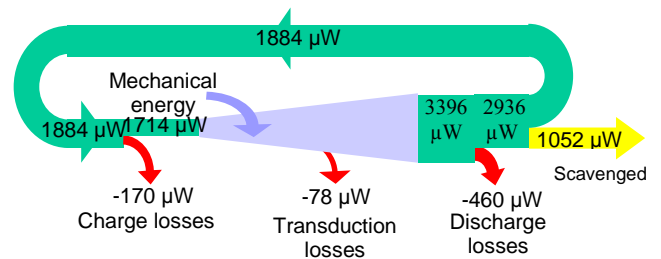 1884 µW
Mechanical
energy
1884 µW
1714 µW
3396
µW
2936
µW
1052 µW
Scavenged
-170 µW
Charge losses
-78 µW
Transduction
losses
-460 µW
Discharge
losses